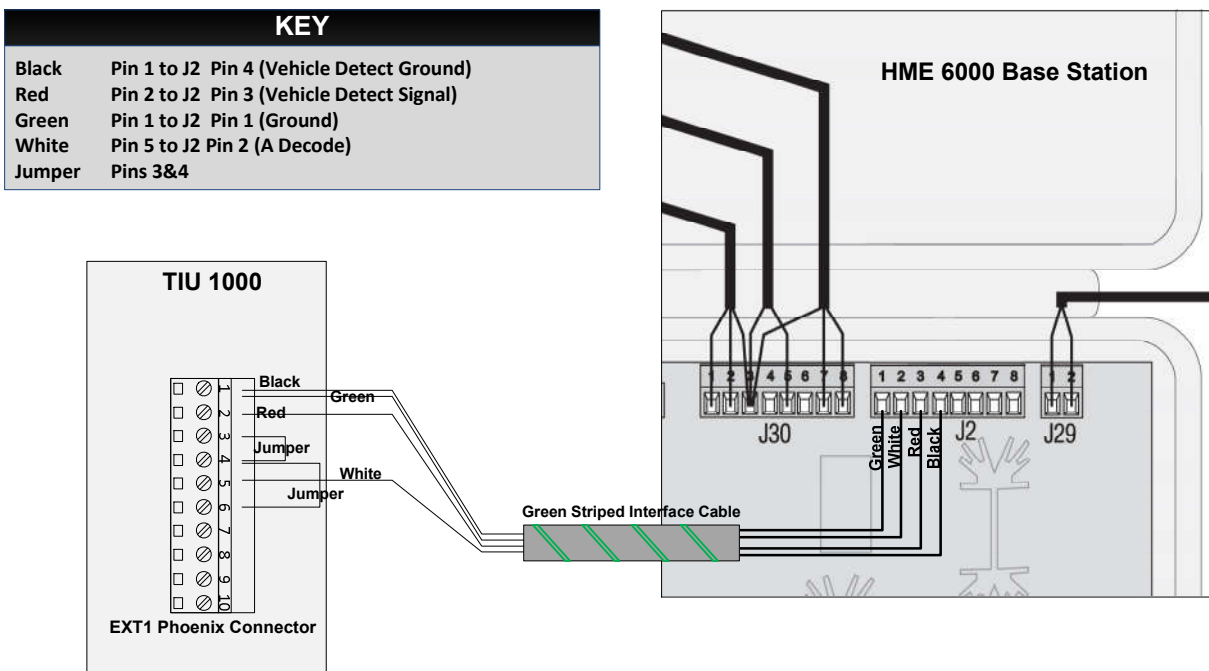 KEY
Black Pin 1 to J2 Pin 4 (Vehicle Detect Ground)
Red Pin 2 to J2 Pin 3 (Vehicle Detect Signal)
Green Pin 1 to J2 Pin 1 (Ground)
White Pin 5 to J2 Pin 2 (A Decode)
Jumper Pins 3&4
HME 6000 Base Station
TIU 1000
1
2
3
4
5
6
7
8
9
10
Black
Green
Red
Jumper
White
Jumper
EXT1 Phoenix Connector
Green Striped Interface Cable
1 2 3 4 5 6 7 8
J30
1 2 3 4 5 6 7 8
J2
1 2
J29
Green
White
Red
Black